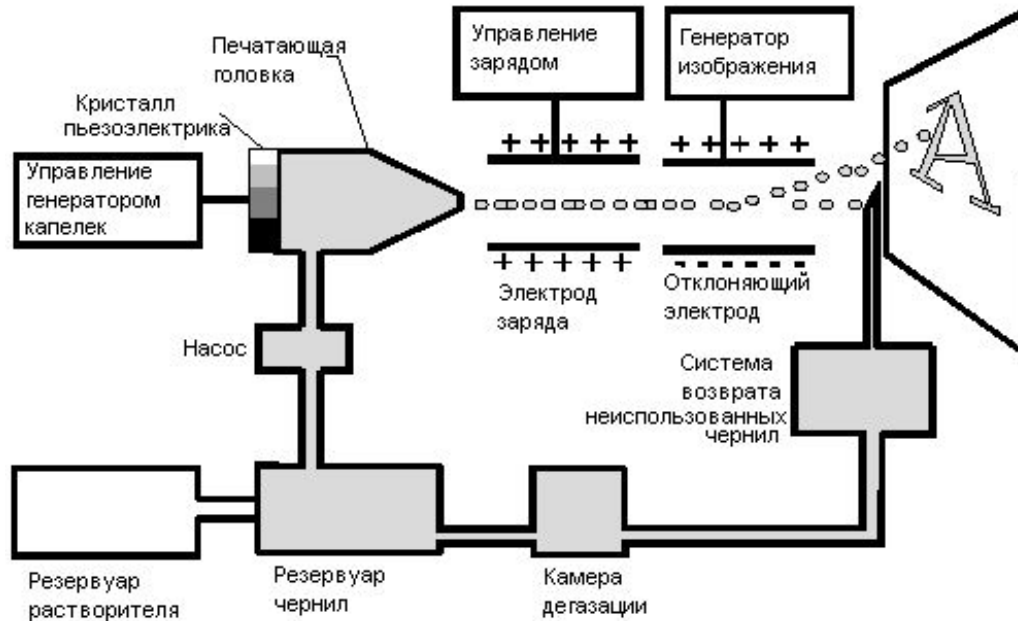 Печатающая
головка
Управление
зарядом
Генератор
изображения
Кристалл
пьезоэлектрика
Управление
генератором
капелек
Электрод
заряда
Отклоняющий
электрод
Насос
Система
возврата
неиспользованных
чернил
Резервуар
растворителя
Резервуар
чернил
Камера
дегазации
А